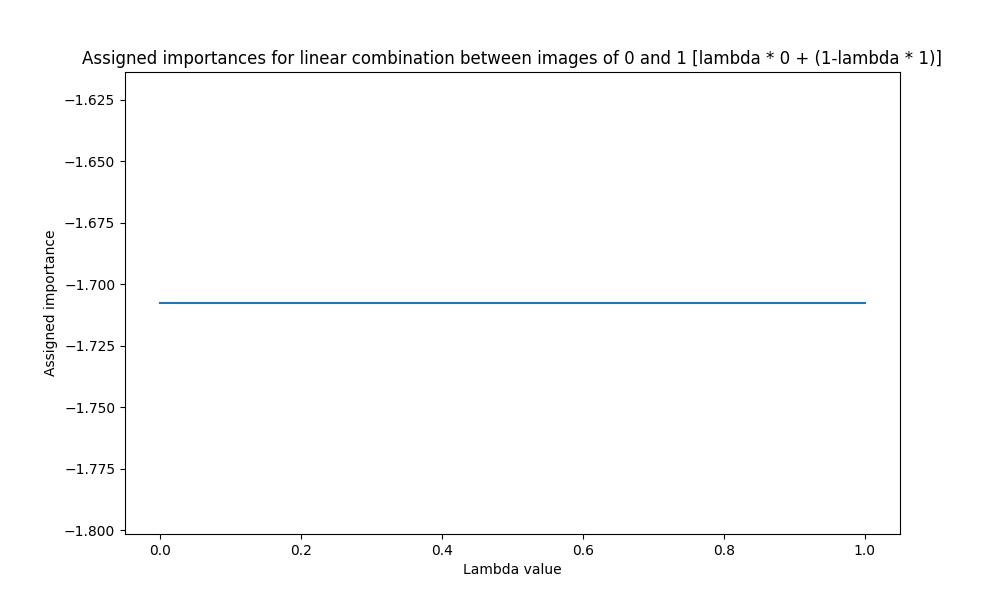 Assigned importances for linear combination between images of 0 and 1 [lambda * 0 + (1-lambda * 1)]
−1.625
−1.650
−1.675
−1.700
−1.725
−1.750
−1.775
−1.800
Assigned importance
0.0 0.2 0.4 0.6 0.8 1.0
Lambda value